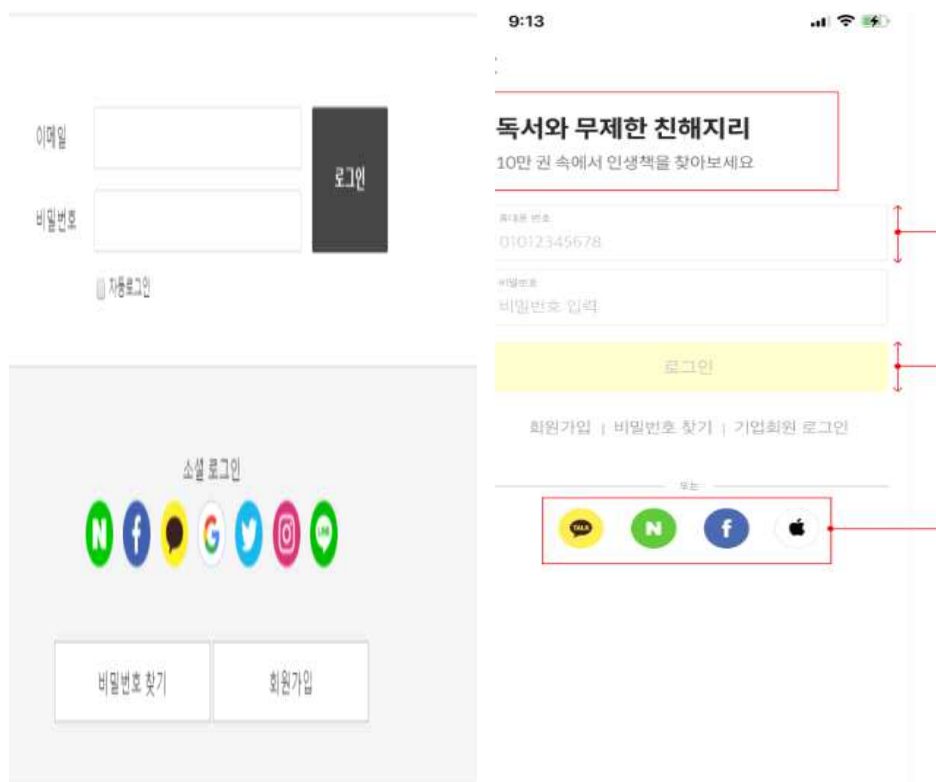 이메일
비밀번호
로그인
자동로그인
소셜 로그인
N f G LINE
비밀번호 찾기
회원가입
9:13
독서와 무제한 친해지리
10만 권 속에서 인생책을 찾아보세요
휴대폰 번호
01012345678
비밀번호
비밀번호 입력
로그인
회원가입 | 비밀번호 찾기 | 기업회원 로그인
또는
TALK N f